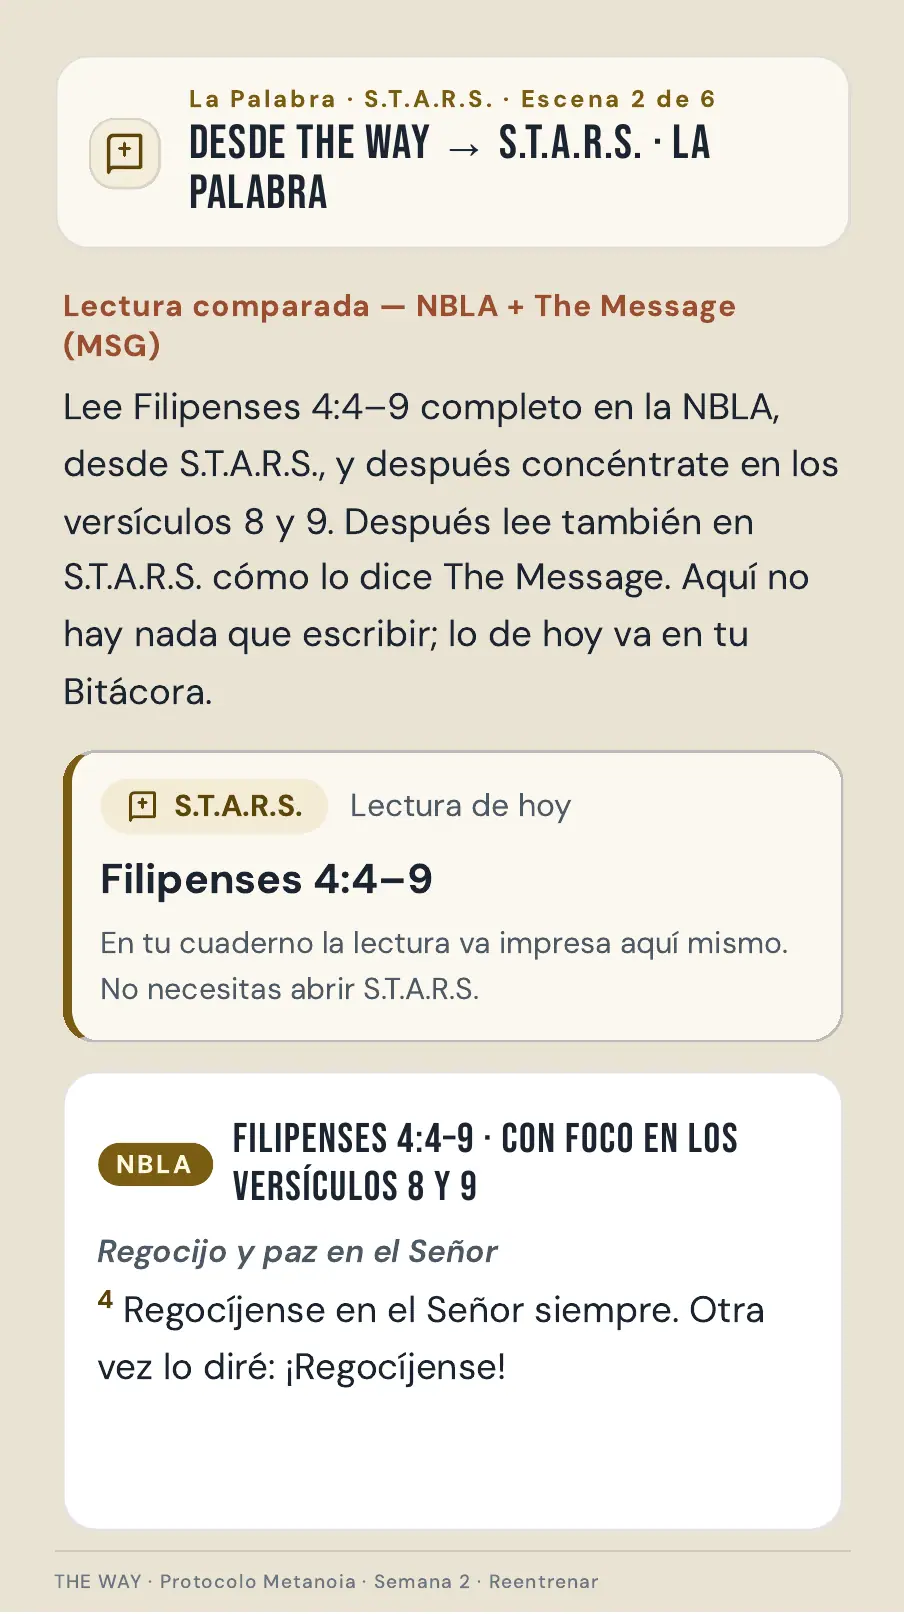 La Palabra · S.T.A.R.S. · Escena 2 de 6
DESDE THE WAY → S.T.A.R.S. · LA
PALABRA
Lectura comparada — NBLA + The Message
(MSG)
Lee Filipenses 4:4–9 completo en la NBLA,
desde S.T.A.R.S., y después concéntrate en los
versículos 8 y 9. Después lee también en
S.T.A.R.S. cómo lo dice The Message. Aquí no
hay nada que escribir; lo de hoy va en tu
Bitácora.
S.T.A.R.S. Lectura de hoy
Filipenses 4:4–9
En tu cuaderno la lectura va impresa aquí mismo.
No necesitas abrir S.T.A.R.S.
NBLA FILIPENSES 4:4–9 · CON FOCO EN LOS
VERSÍCULOS 8 Y 9
Regocijo y paz en el Señor
4 Regocíjense en el Señor siempre. Otra
vez lo diré: ¡Regocíjense!
THE WAY · Protocolo Metanoia · Semana 2 · Reentrenar